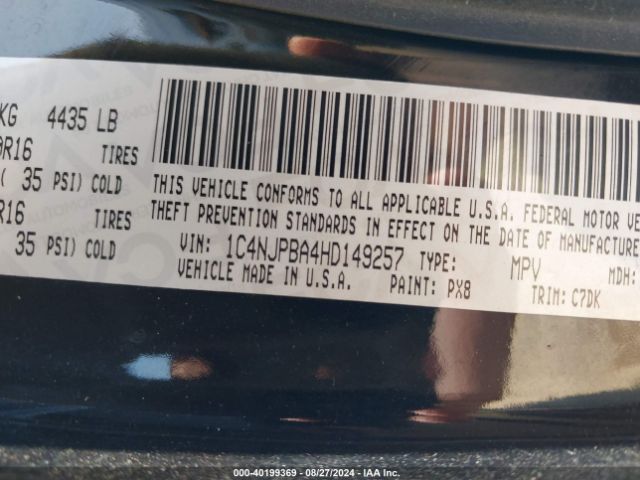 KG 4435 LB
R16 TIRES
( 35 PSI) COLD
R16 TIRES
35 PSI) COLD
THIS VEHICLE CONFORMS TO ALL APPLICABLE U.S.A. FEDERAL MOTOR VE
THEFT PREVENTION STANDARDS IN EFFECT ON THE DATE OF MANUFACTURE
VIN: 1C4NJPBA4HD149257 TYPE: MPV MDH:
VEHICLE MADE IN U.S.A. PAINT: PX8 TRIM: C7DK
000-40199369 | 08/27/2024 | IAA Inc.